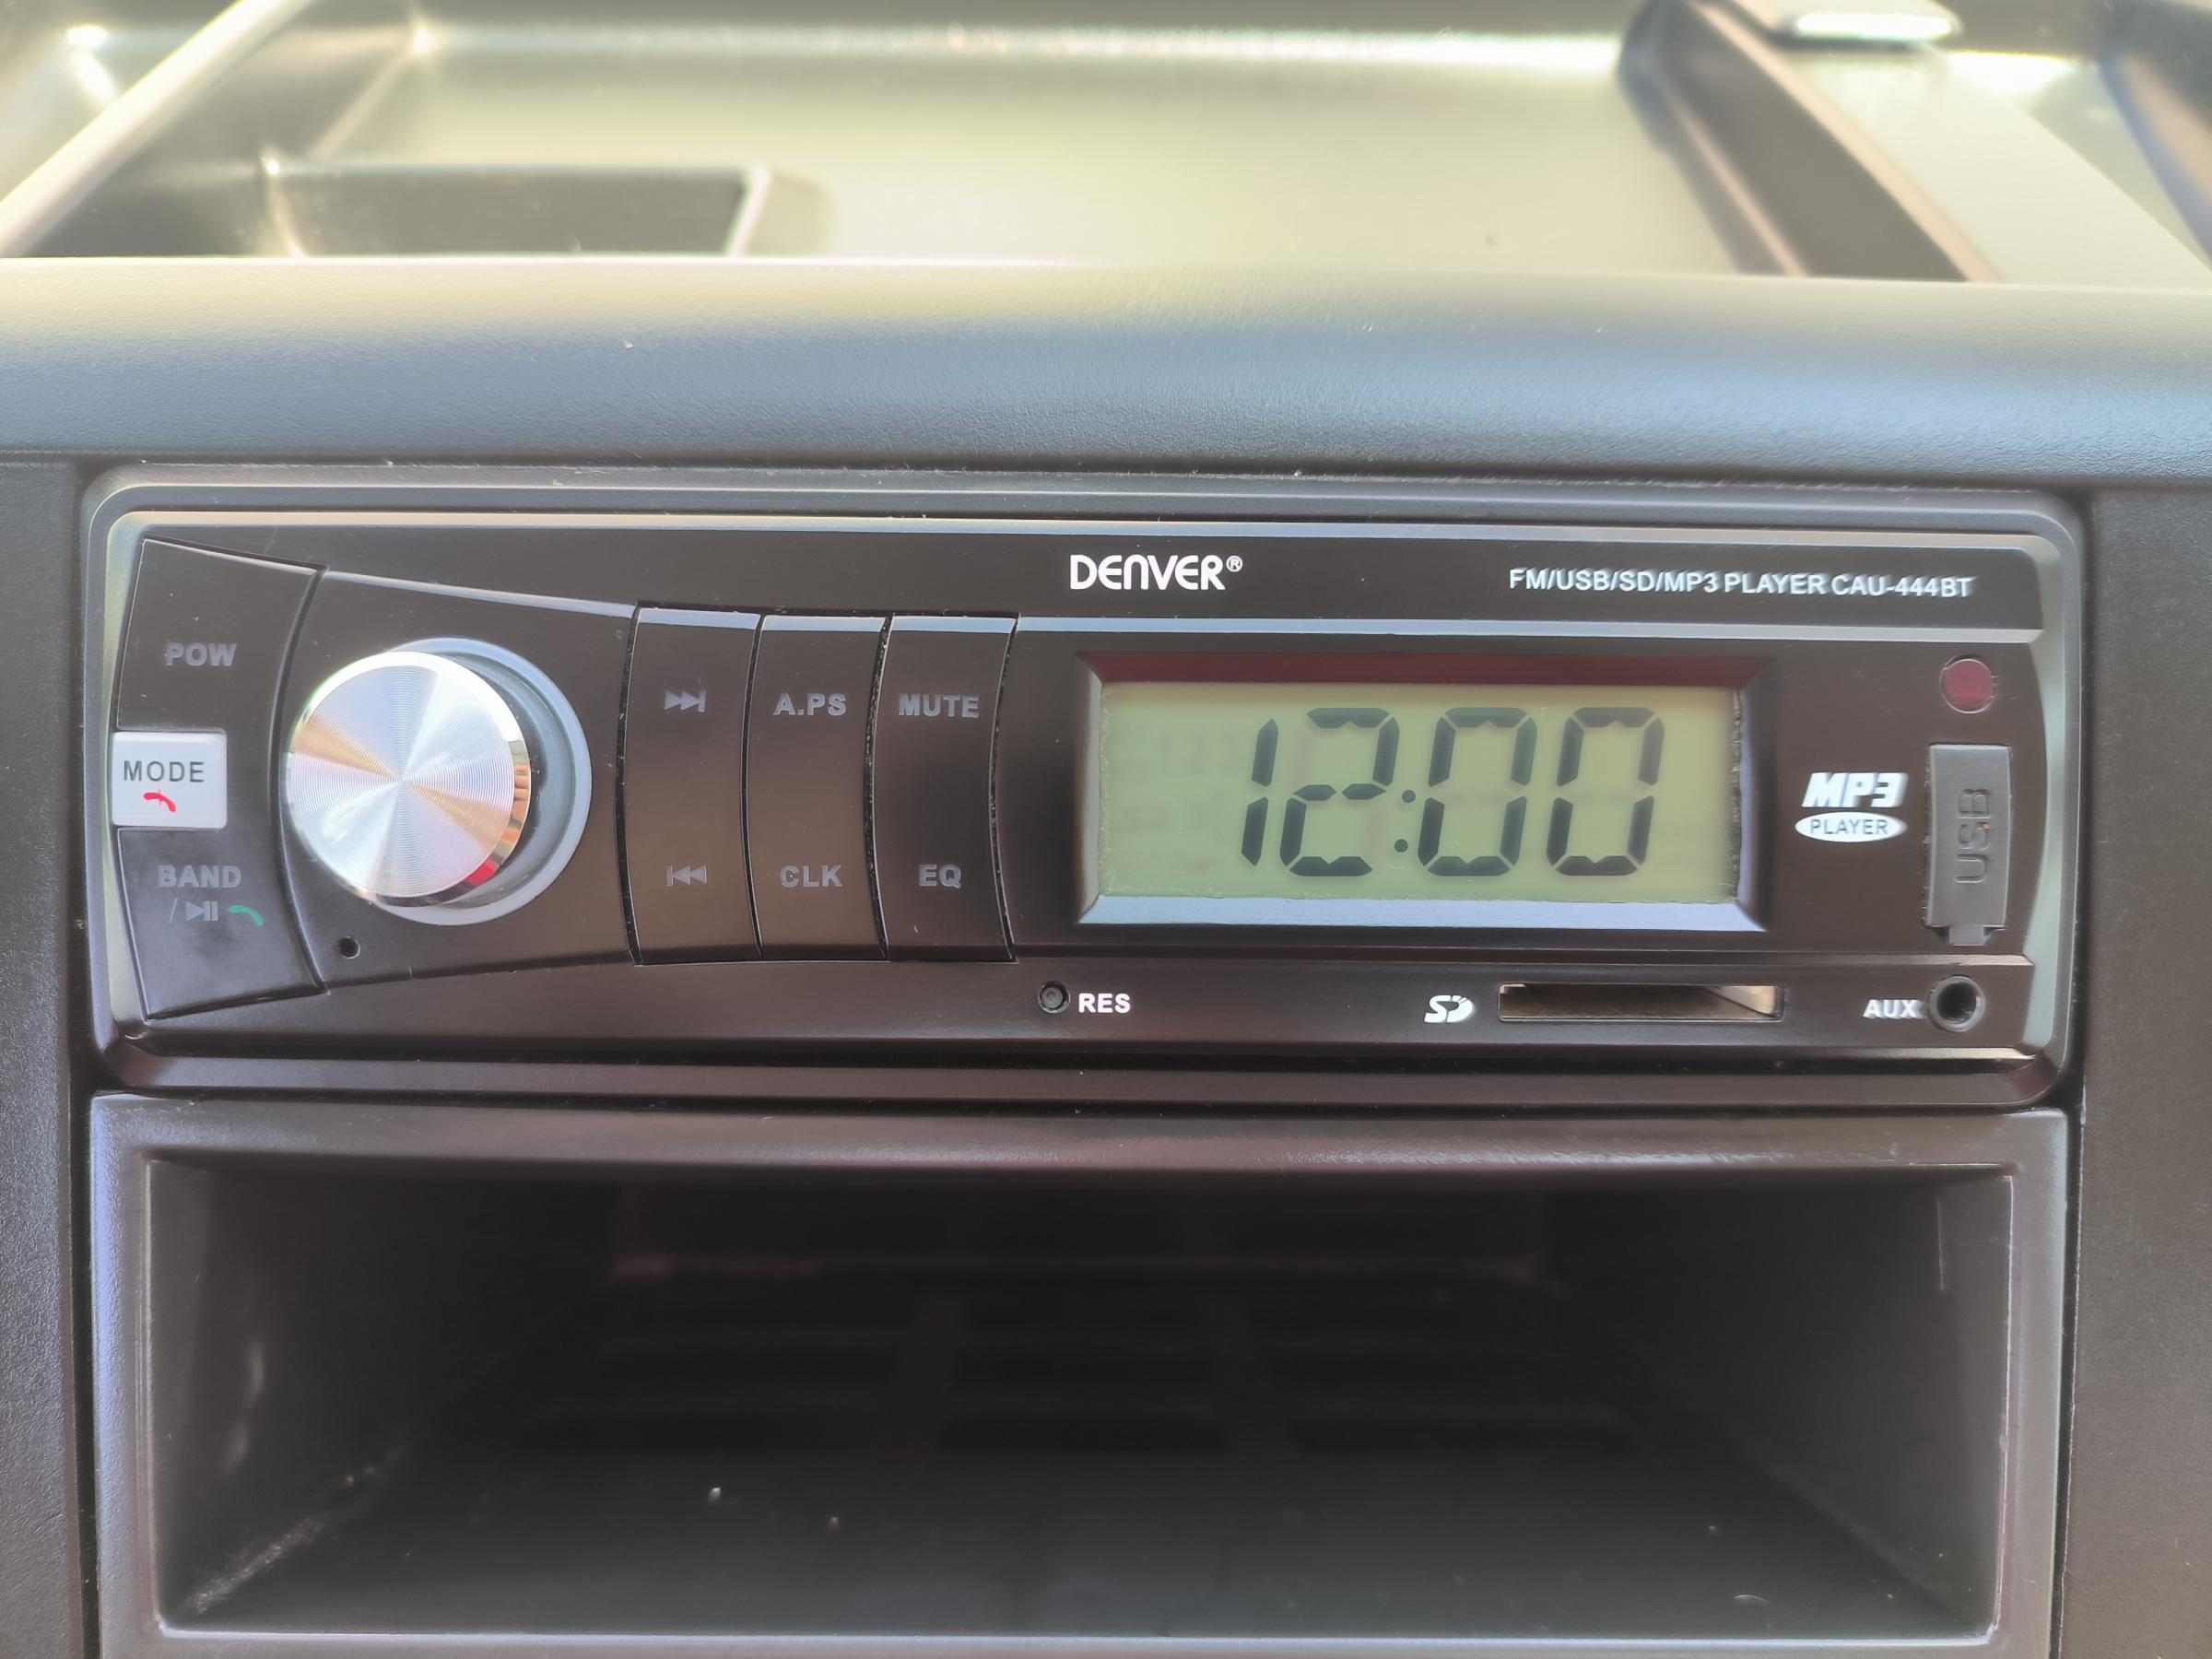 DENVER®
FM/USB/SD/MP3 PLAYER CAU-444BT
POW
MODE
BAND
/
A.PS
MUTE
CLK
EQ
12:00
MP3
PLAYER
USB
RES
SD
AUX